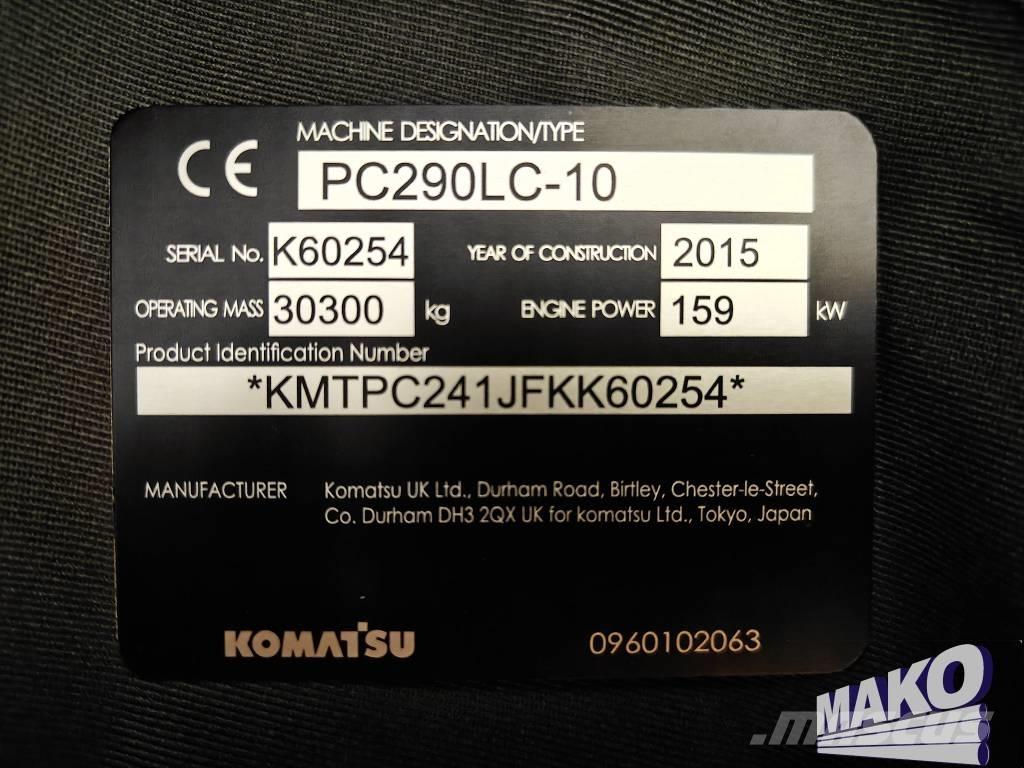 CE
MACHINE DESIGNATION/TYPE
PC290LC-10
SERIAL No. K60254 YEAR OF CONSTRUCTION 2015
OPERATING MASS 30300 kg ENGINE POWER 159 kW
Product Identification Number
*KMTPC241JFKK60254*
MANUFACTURER Komatsu UK Ltd., Durham Road, Birtley, Chester-le-Street,
Co. Durham DH3 2QX UK for komatsu Ltd., Tokyo, Japan
KOMATSU 0960102063
MAKO
mascus